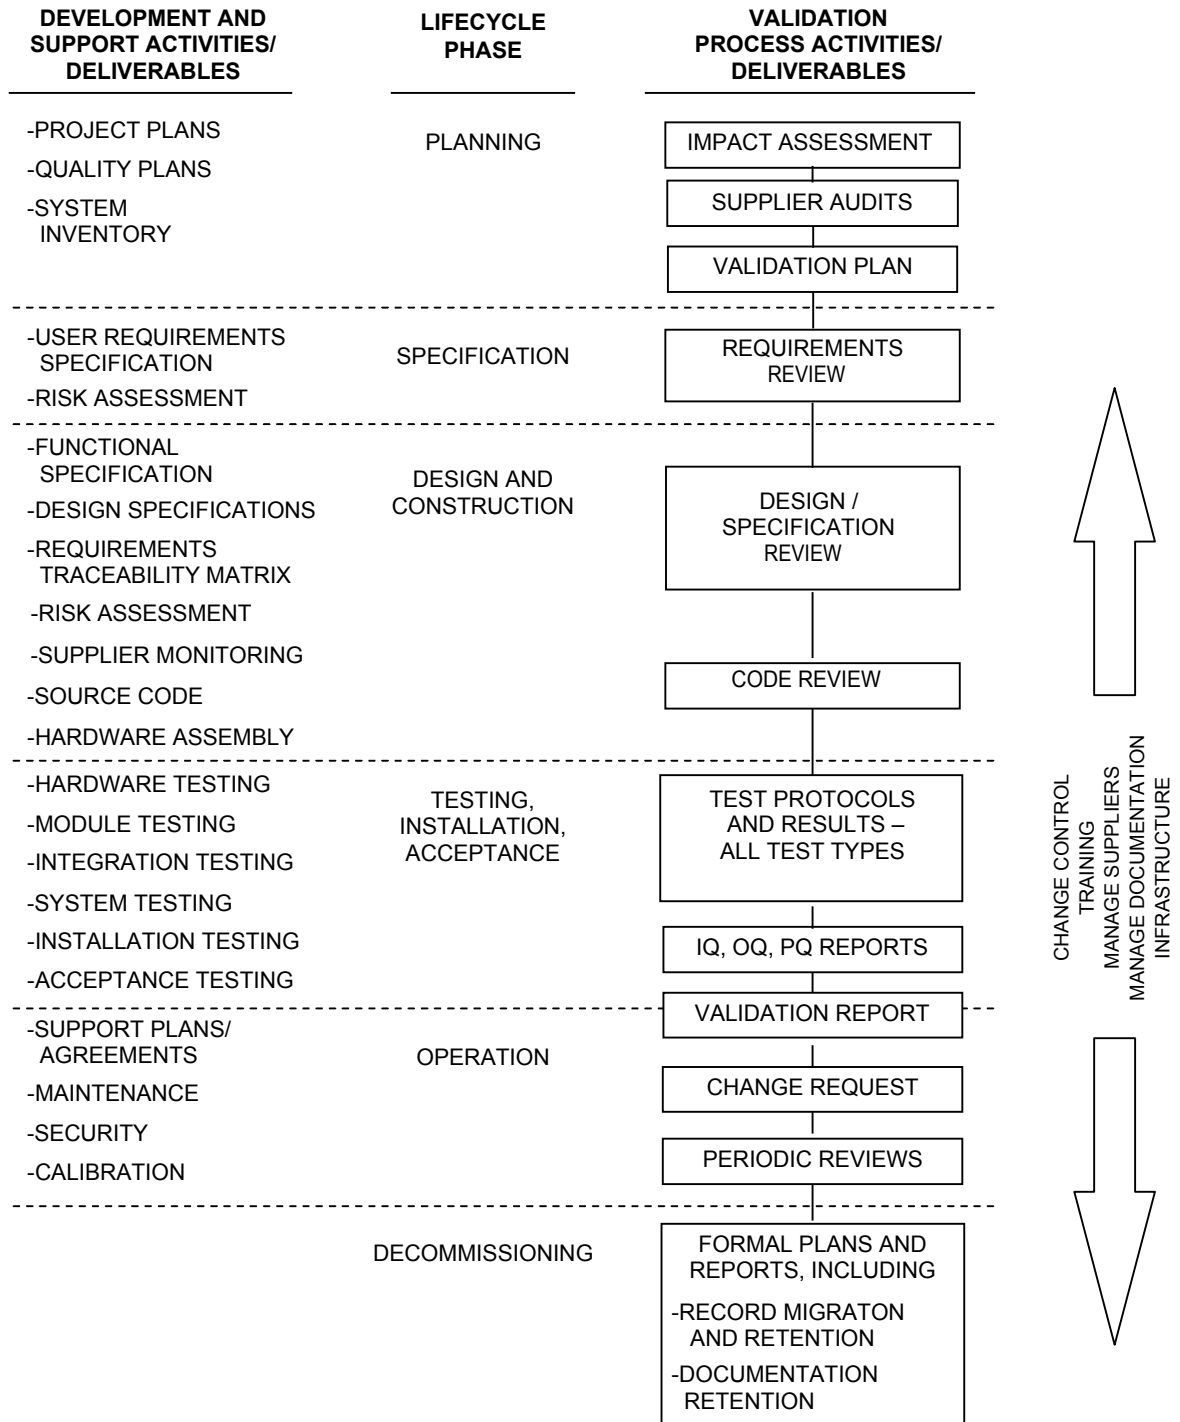 DEVELOPMENT AND
SUPPORT ACTIVITIES/
DELIVERABLES
LIFECYCLE
PHASE
VALIDATION
PROCESS ACTIVITIES/
DELIVERABLES
-PROJECT PLANS
-QUALITY PLANS
-SYSTEM
INVENTORY
PLANNING
IMPACT ASSESSMENT
SUPPLIER AUDITS
VALIDATION PLAN
-USER REQUIREMENTS
SPECIFICATION
-RISK ASSESSMENT
SPECIFICATION
REQUIREMENTS
REVIEW
-FUNCTIONAL
SPECIFICATION
-DESIGN SPECIFICATIONS
-REQUIREMENTS
TRACEABILITY MATRIX
-RISK ASSESSMENT
-SUPPLIER MONITORING
-SOURCE CODE
-HARDWARE ASSEMBLY
DESIGN AND
CONSTRUCTION
DESIGN /
SPECIFICATION
REVIEW
CODE REVIEW
-HARDWARE TESTING
-MODULE TESTING
-INTEGRATION TESTING
-SYSTEM TESTING
-INSTALLATION TESTING
-ACCEPTANCE TESTING
TESTING,
INSTALLATION,
ACCEPTANCE
TEST PROTOCOLS
AND RESULTS –
ALL TEST TYPES
IQ, OQ, PQ REPORTS
VALIDATION REPORT
-SUPPORT PLANS/
AGREEMENTS
-MAINTENANCE
-SECURITY
-CALIBRATION
OPERATION
CHANGE REQUEST
PERIODIC REVIEWS
DECOMMISSIONING
FORMAL PLANS AND
REPORTS, INCLUDING
-RECORD MIGRATON
AND RETENTION
-DOCUMENTATION
RETENTION
CHANGE CONTROL
TRAINING
MANAGE SUPPLIERS
MANAGE DOCUMENTATION
INFRASTRUCTURE